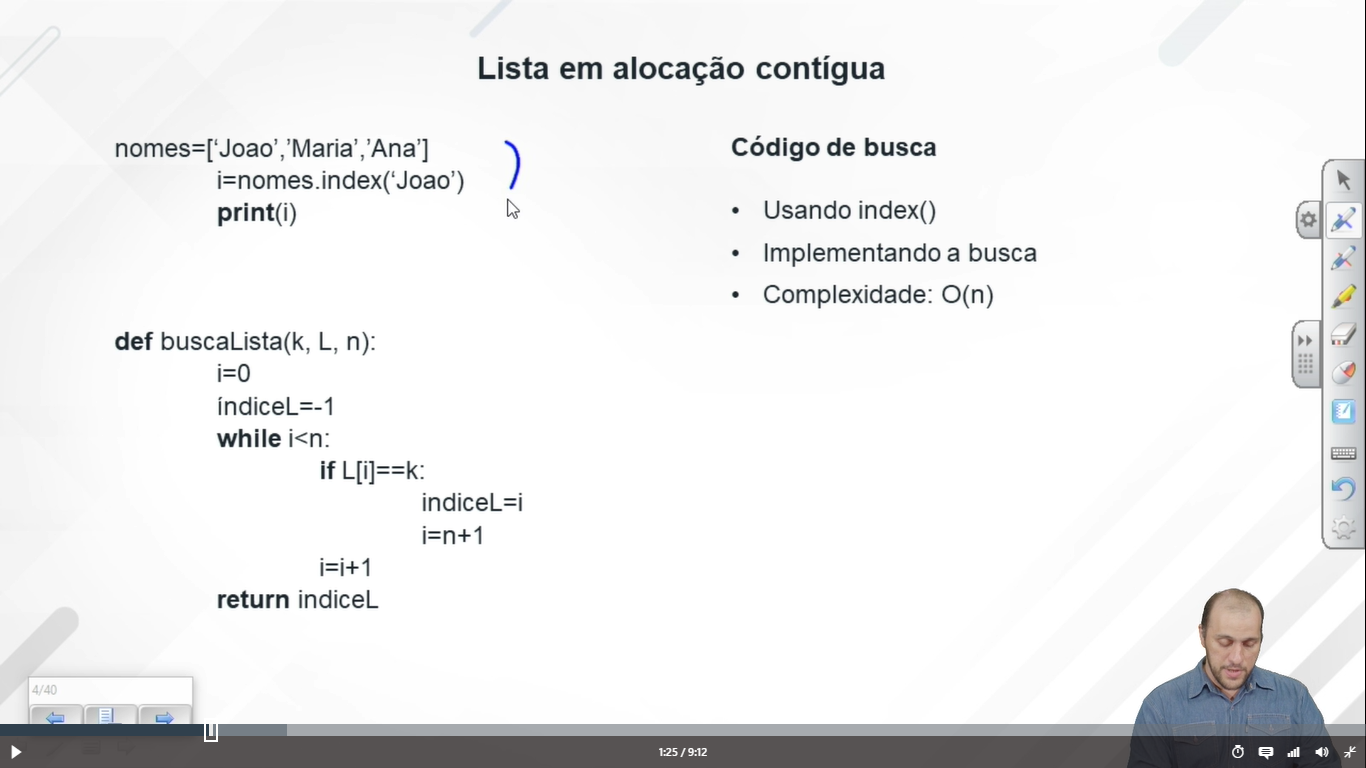 Lista em alocação contígua
nomes=[‘Joao’,’Maria’,’Ana’]
i=nomes.index(‘Joao’)
print(i)
def buscaLista(k, L, n):
i=0
índiceL=-1
while i<n:
if L[i]==k:
indiceL=i
i=n+1
i=i+1
return indiceL
Código de busca
• Usando index()
• Implementando a busca
• Complexidade: O(n)
4/40
1:25 / 9:12